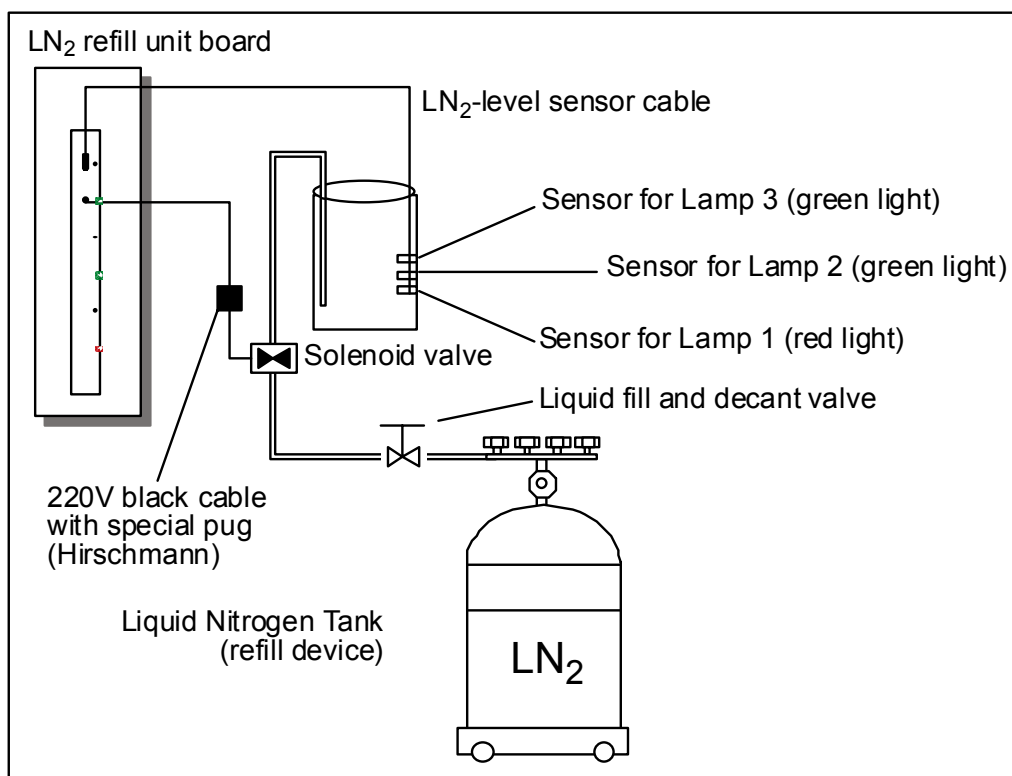 LN₂ refill unit board
LN₂-level sensor cable
Sensor for Lamp 3 (green light)
Sensor for Lamp 2 (green light)
Sensor for Lamp 1 (red light)
Solenoid valve
Liquid fill and decant valve
220V black cable
with special pug
(Hirschmann)
Liquid Nitrogen Tank
(refill device)
LN₂